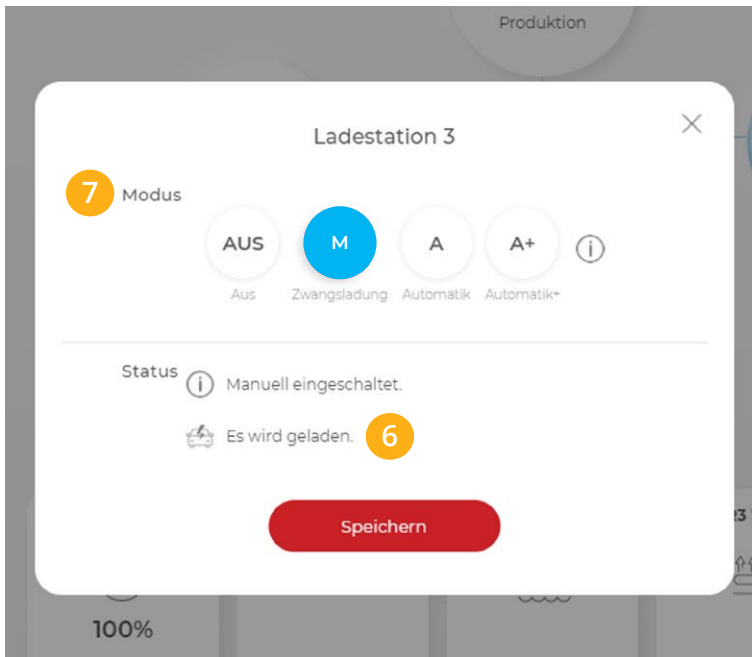 Produktion
Ladestation 3
7 Modus
AUS M A A+
Aus Zwangsladung Automatik Automatik+
Status Manuell eingeschaltet.
Es wird geladen. 6
Speichern
100%